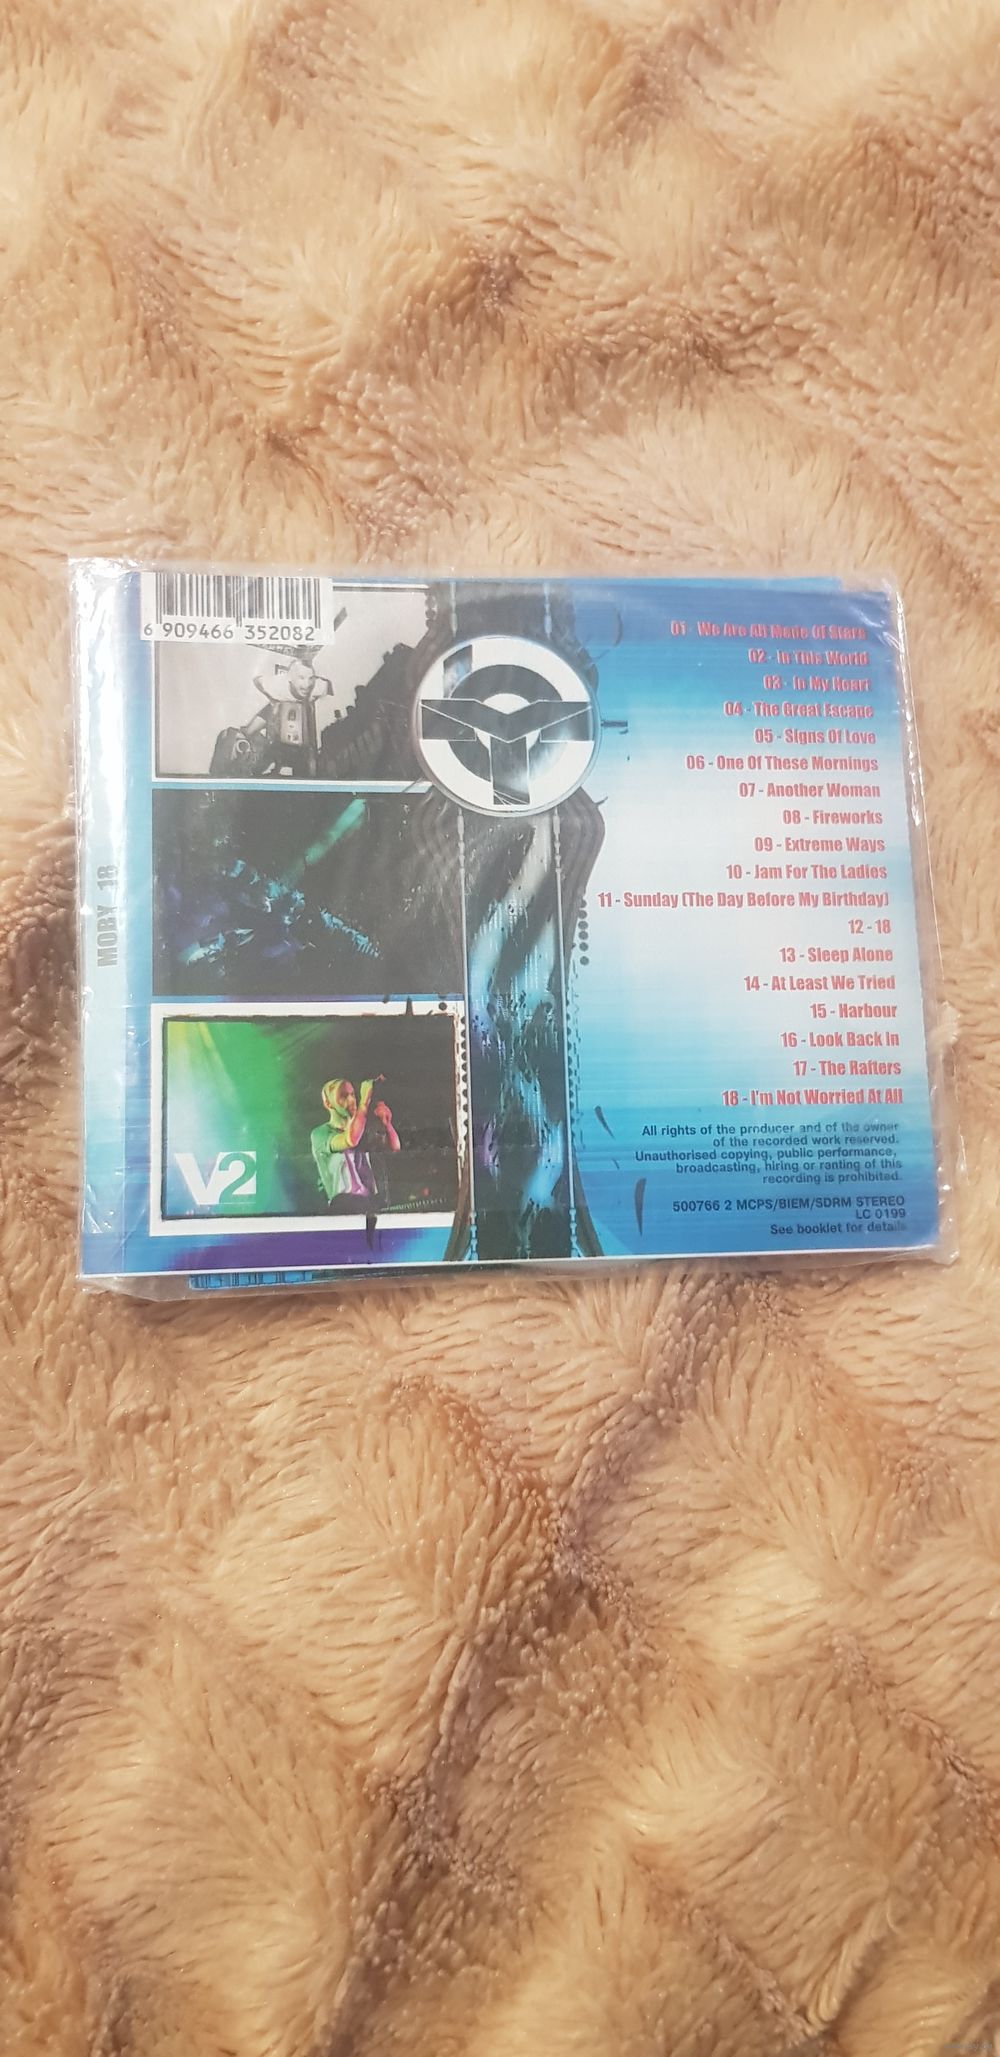 6 909466 352082
MOBY 18
01 - We Are All Made Of Stars
02 - In This World
03 - In My Heart
04 - The Great Escape
05 - Signs Of Love
06 - One Of These Mornings
07 - Another Woman
08 - Fireworks
09 - Extreme Ways
10 - Jam For The Ladies
11 - Sunday (The Day Before My Birthday)
12 - 18
13 - Sleep Alone
14 - At Least We Tried
15 - Harbour
16 - Look Back In
17 - The Rafters
18 - I'm Not Worried At All
All rights of the producer and of the owner
of the recorded work reserved.
Unauthorised copying, public performance,
broadcasting, hiring or ranting of this
recording is prohibited.
500766 2 MCPS/BIEM/SDRM STEREO
LC 0199
See booklet for details
V2